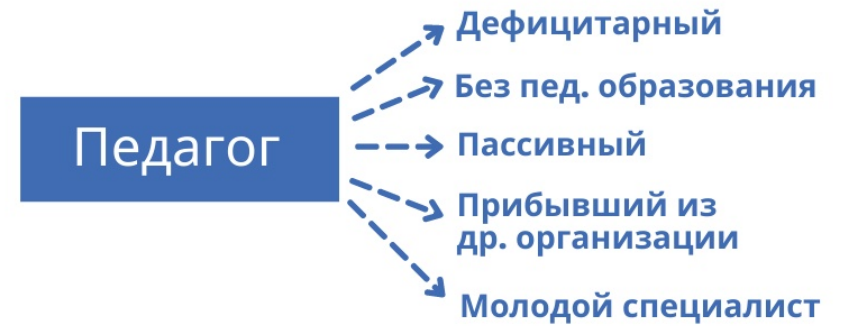 Педагог
Дефицитарный
Без пед. образования
Пассивный
Прибывший из
др. организации
Молодой специалист